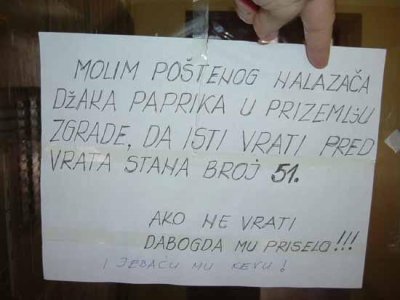 MOLIM POŠTENOG NALAZAČA
DŽAKA PAPRIKA U PRIZEMLJU
ZGRADE, DA ISTI VRATI PRED
VRATA STANA BROJ 51.
AKO NE VRATI
DABOGDA MU PRISELO!!!
I JEBAĆU MU KEVU!